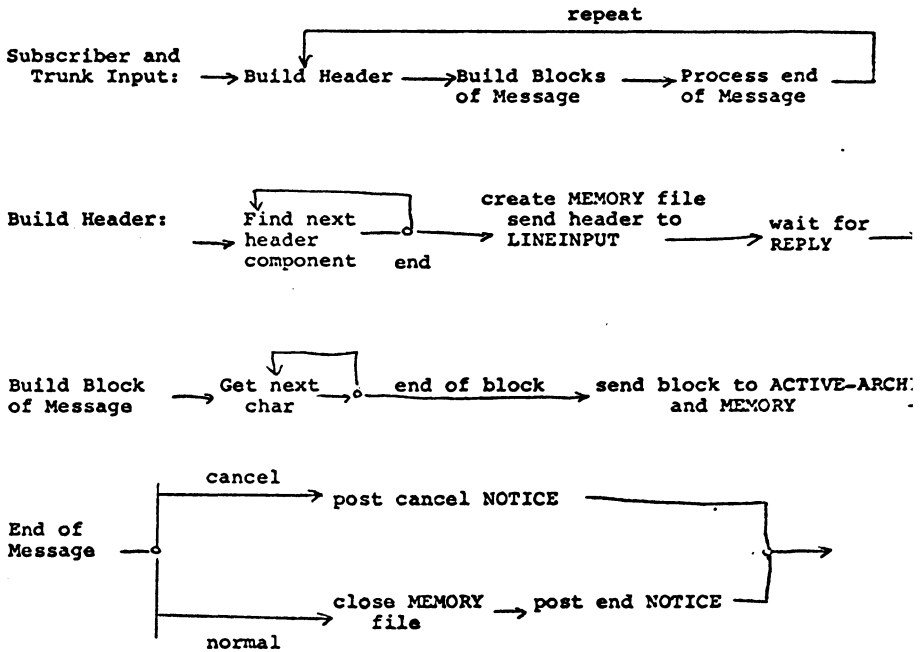 repeat
Subscriber and
Trunk Input:
Build Header
Build Blocks
of Message
Process end
of Message
Build Header:
Find next
header
component
end
create MEMORY file
send header to
LINEINPUT
wait for
REPLY
Build Block
of Message
Get next
char
end of block
send block to ACTIVE-ARCHI
and MEMORY
End of
Message
cancel
post cancel NOTICE
normal
close MEMORY
file
post end NOTICE